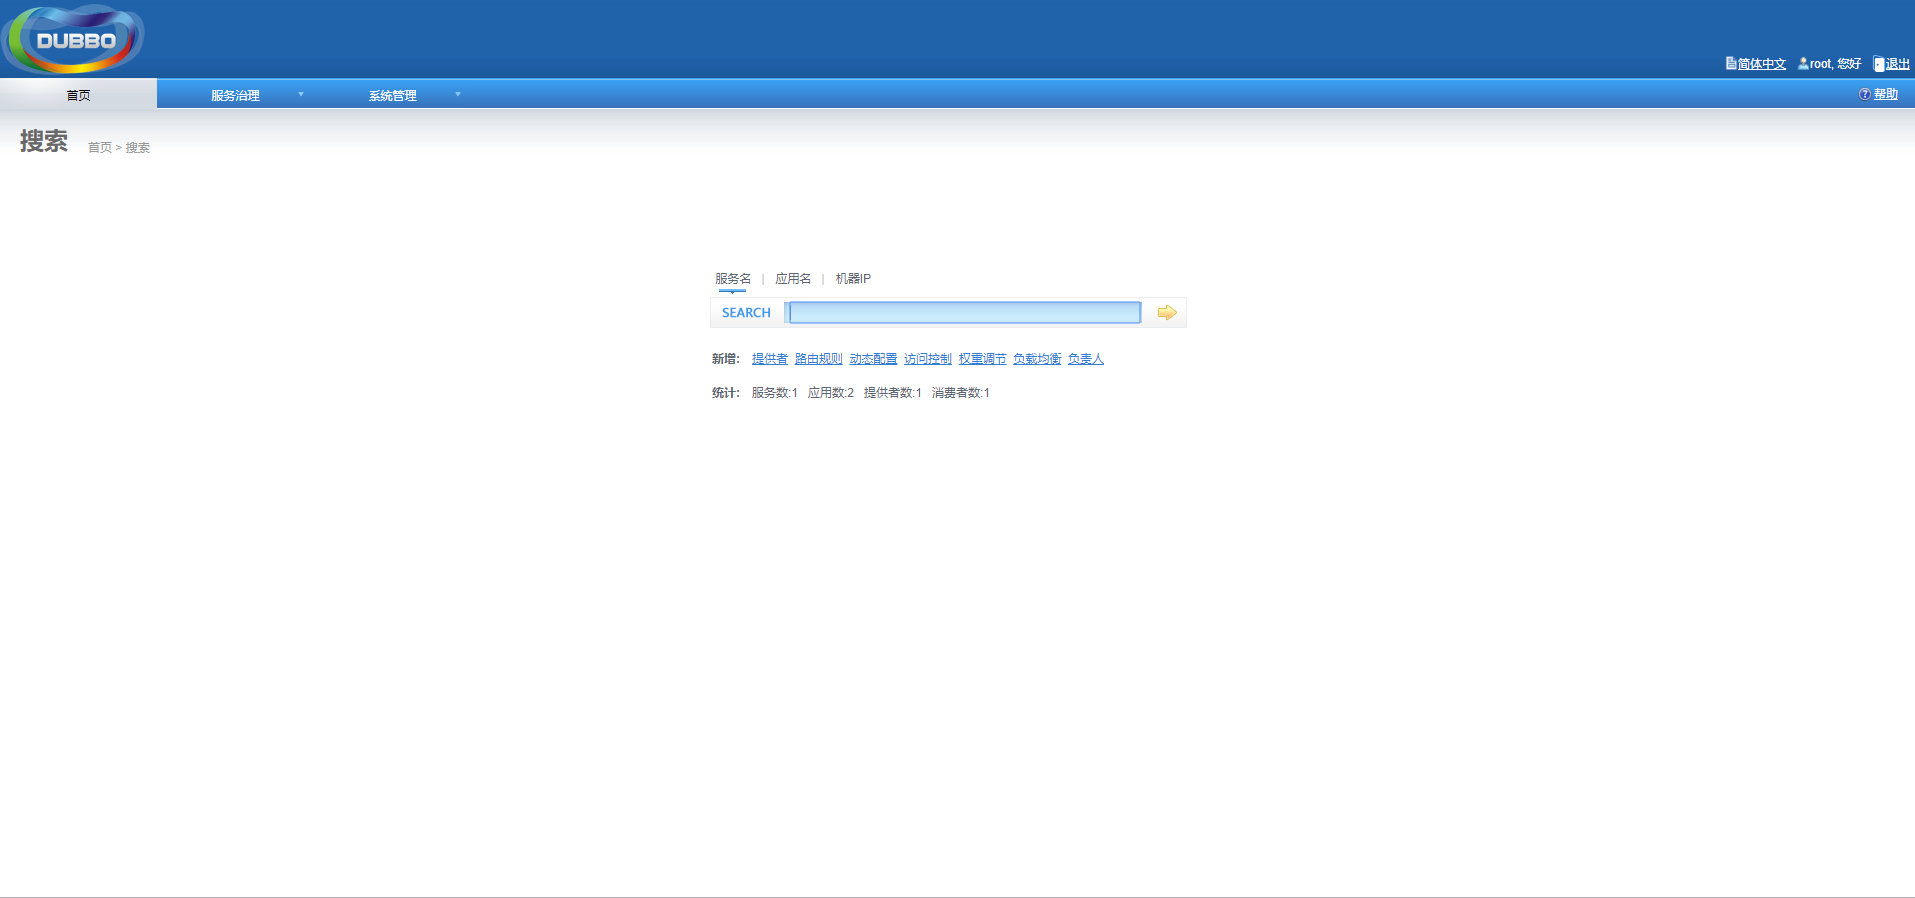 DUBBO
简体中文 root, 您好 退出
首页 服务治理 系统管理 帮助
搜索 首页 > 搜索
服务名 | 应用名 | 机器IP
SEARCH
新增: 提供者 路由规则 动态配置 访问控制 权重调节 负载均衡 负责人
统计: 服务数:1 应用数:2 提供者数:1 消费者数:1